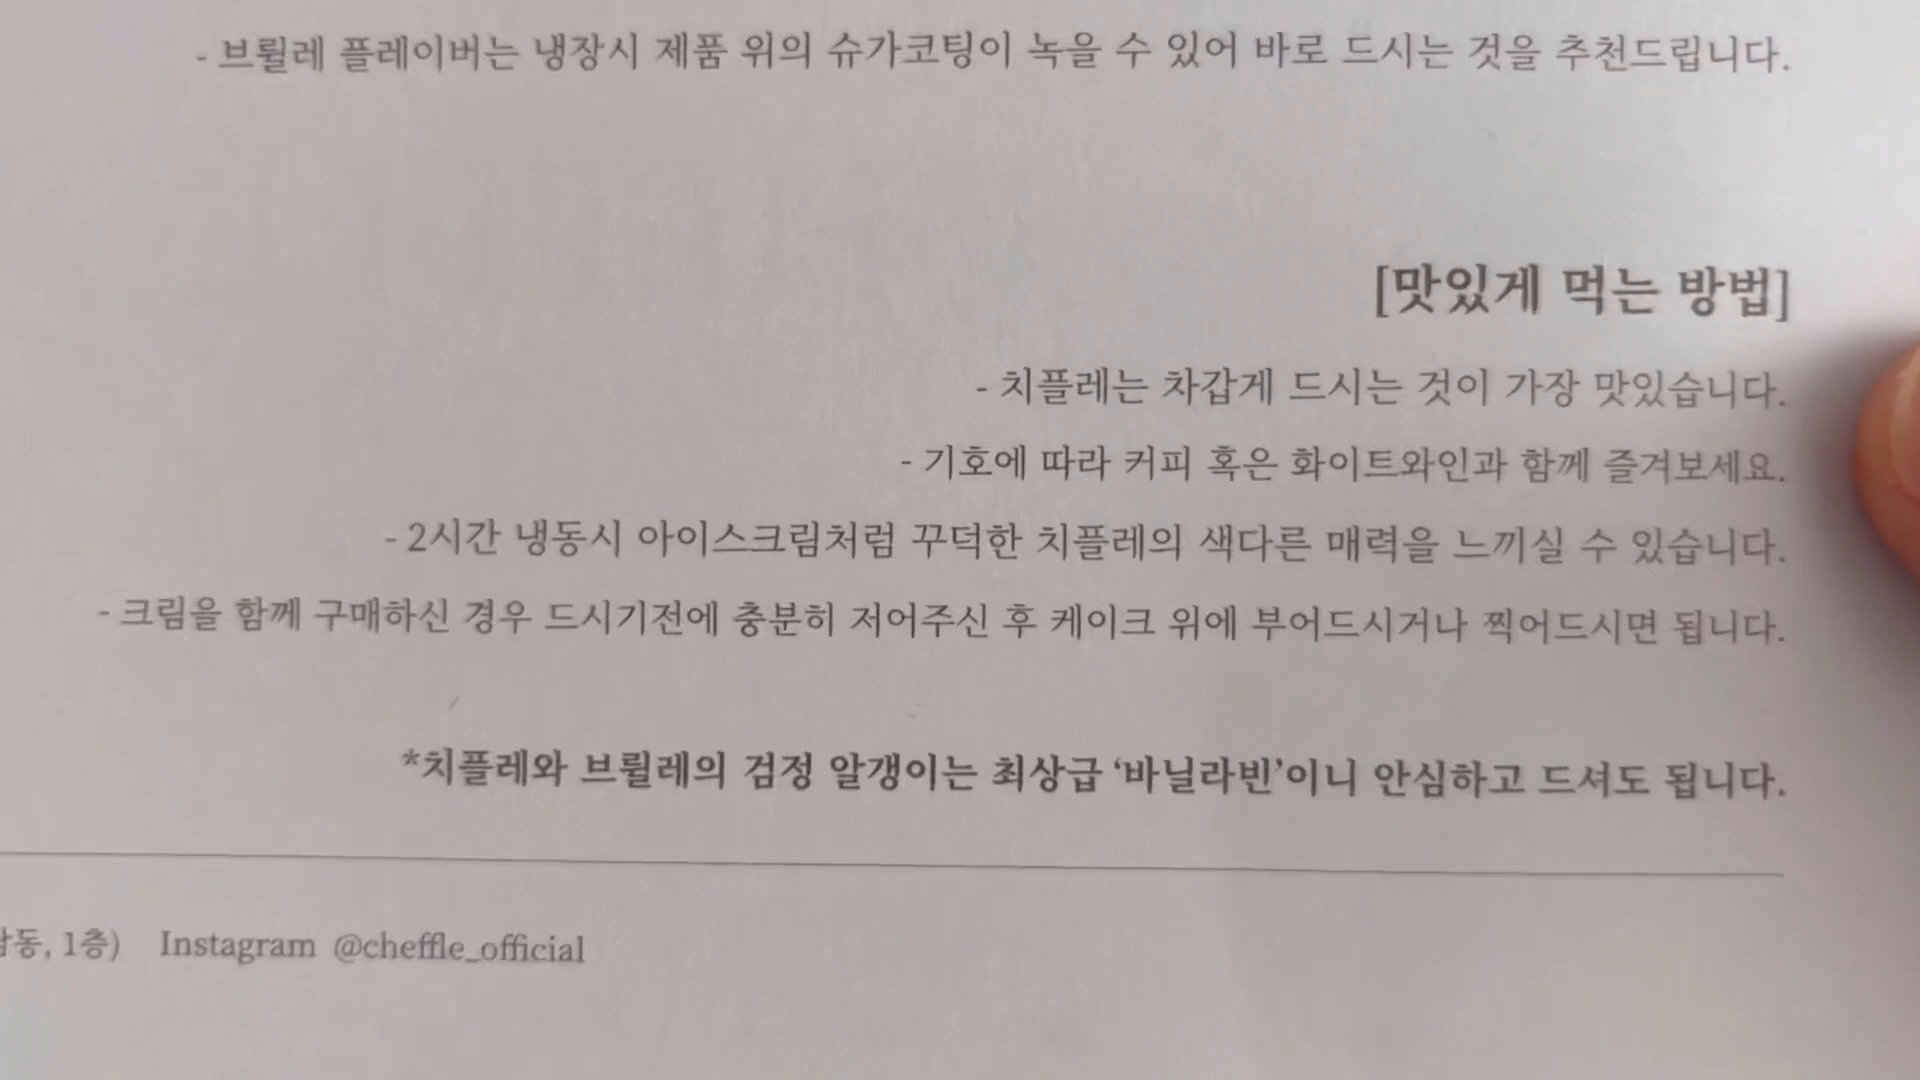 - 브륄레 플레이버는 냉장시 제품 위의 슈가코팅이 녹을 수 있어 바로 드시는 것을 추천드립니다.
[맛있게 먹는 방법]
- 치플레는 차갑게 드시는 것이 가장 맛있습니다.
- 기호에 따라 커피 혹은 화이트와인과 함께 즐겨보세요.
- 2시간 냉동시 아이스크림처럼 꾸덕한 치플레의 색다른 매력을 느끼실 수 있습니다.
- 크림을 함께 구매하신 경우 드시기전에 충분히 저어주신 후 케이크 위에 부어드시거나 찍어드시면 됩니다.
*치플레와 브륄레의 검정 알갱이는 최상급 ‘바닐라빈’이니 안심하고 드셔도 됩니다.
1층) Instagram @cheffle_official